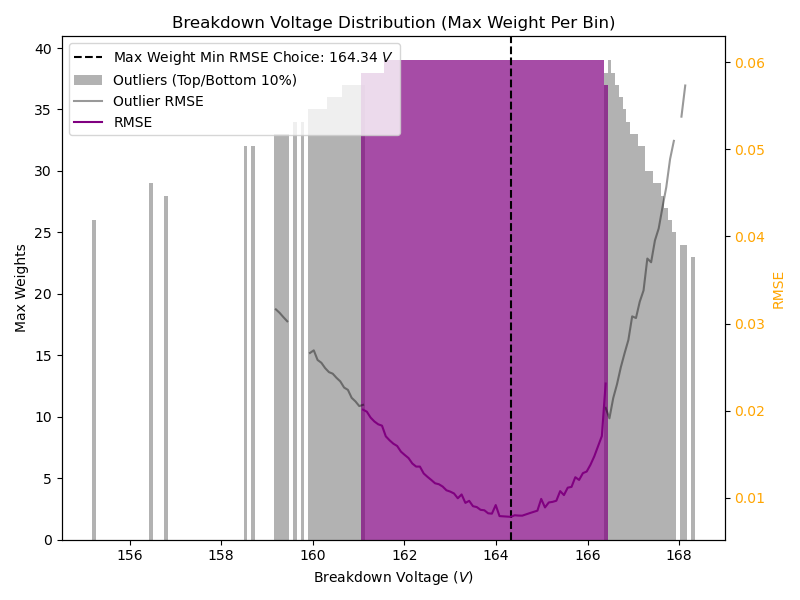 Breakdown Voltage Distribution (Max Weight Per Bin)
Max Weight Min RMSE Choice: 164.34 V
Outliers (Top/Bottom 10%)
Outlier RMSE
RMSE
Max Weights
40
35
30
25
20
15
10
5
0
0.06
0.05
0.04
0.03
0.02
0.01
RMSE
156 158 160 162 164 166 168
Breakdown Voltage (V)